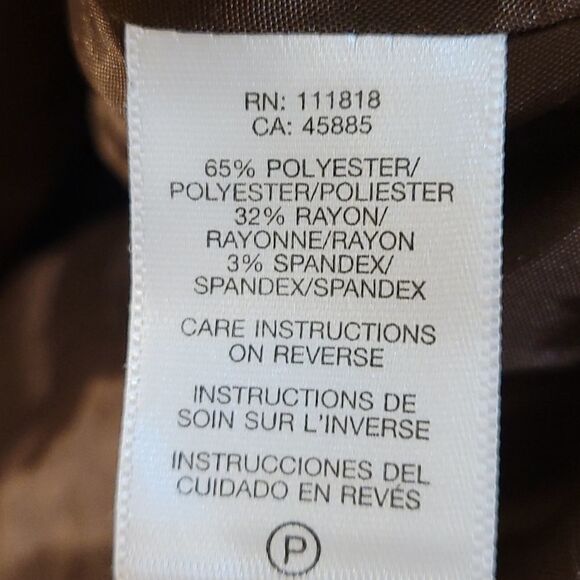 RN: 111818
CA: 45885
65% POLYESTER/
POLYESTER/POLIESTER
32% RAYON/
RAYONNE/RAYON
3% SPANDEX/
SPANDEX/SPANDEX
CARE INSTRUCTIONS
ON REVERSE
INSTRUCTIONS DE
SOIN SUR L'INVERSE
INSTRUCCIONES DEL
CUIDADO EN REVÉS
P